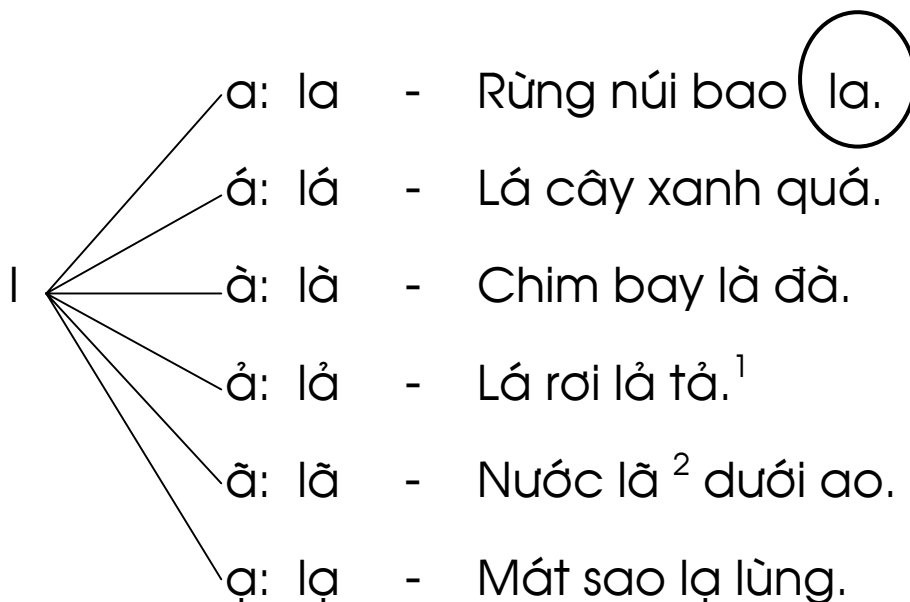 a: la - Rừng núi bao la.
á: lá - Lá cây xanh quá.
l à: là - Chim bay là đà.
ả: lả - Lá rơi lả tả.¹
ã: lã - Nước lã ² dưới ao.
ạ: lạ - Mát sao lạ lùng.